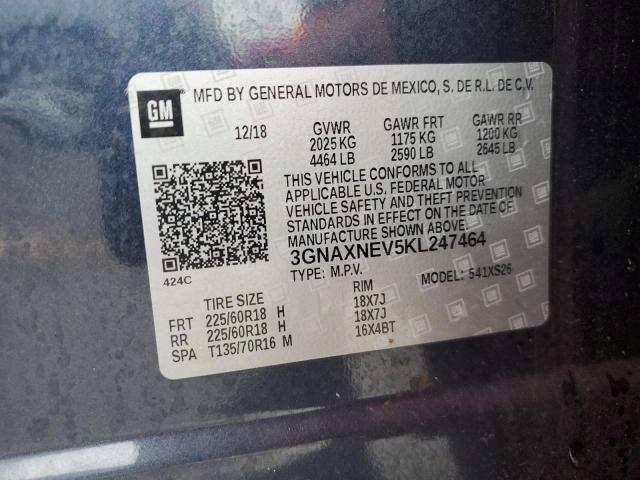 GM
MFD BY GENERAL MOTORS DE MEXICO, S. DE R.L. DE C.V.
12/18 GVWR GAWR FRT GAWR RR
2025 KG 1175 KG 1200 KG
4464 LB 2590 LB 2645 LB
THIS VEHICLE CONFORMS TO ALL
APPLICABLE U.S. FEDERAL MOTOR
VEHICLE SAFETY AND THEFT PREVENTION
STANDARDS IN EFFECT ON THE DATE OF
MANUFACTURE SHOWN ABOVE.
3GNAXNEV5KL247464
TYPE: M.P.V. MODEL: 541XS26
424C
TIRE SIZE RIM
FRT 225/60R18 H 18X7J
RR 225/60R18 H 18X7J
SPA T135/70R16 M 16X4BT